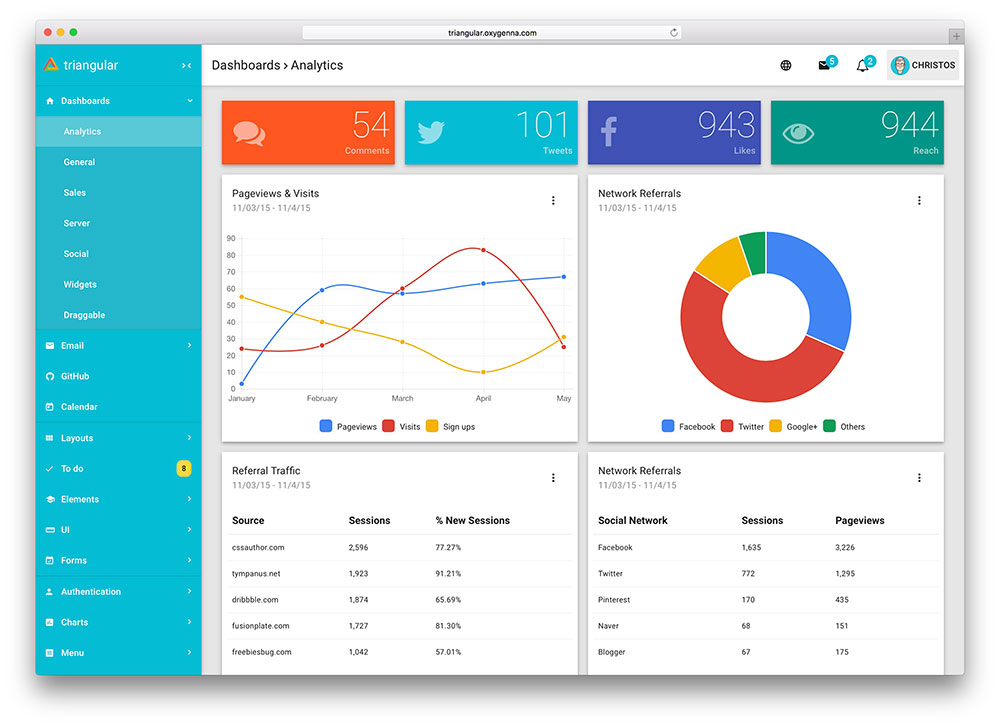 triangular.oxygenna.com
triangular
Dashboards › Analytics
5
2
CHRISTOS
Dashboards
Analytics
General
Sales
Server
Social
Widgets
Draggable
Email
GitHub
Calendar
Layouts
To do 8
Elements
UI
Forms
Authentication
Charts
Menu
54
Comments
101
Tweets
943
Likes
944
Reach
Pageviews & Visits
11/03/15 - 11/4/15
90
80
70
60
50
40
30
20
10
0
January February March April May
Pageviews Visits Sign ups
Network Referrals
11/03/15 - 11/4/15
Facebook Twitter Google+ Others
Referral Traffic
11/03/15 - 11/4/15
Source Sessions % New Sessions
cssauthor.com 2,596 77.27%
tympanus.net 1,923 91.21%
dribbble.com 1,874 65.69%
fusionplate.com 1,727 81.30%
freebiesbug.com 1,042 57.01%
Network Referrals
11/03/15 - 11/4/15
Social Network Sessions Pageviews
Facebook 1,635 3,226
Twitter 772 1,295
Pinterest 170 435
Naver 68 151
Blogger 67 175